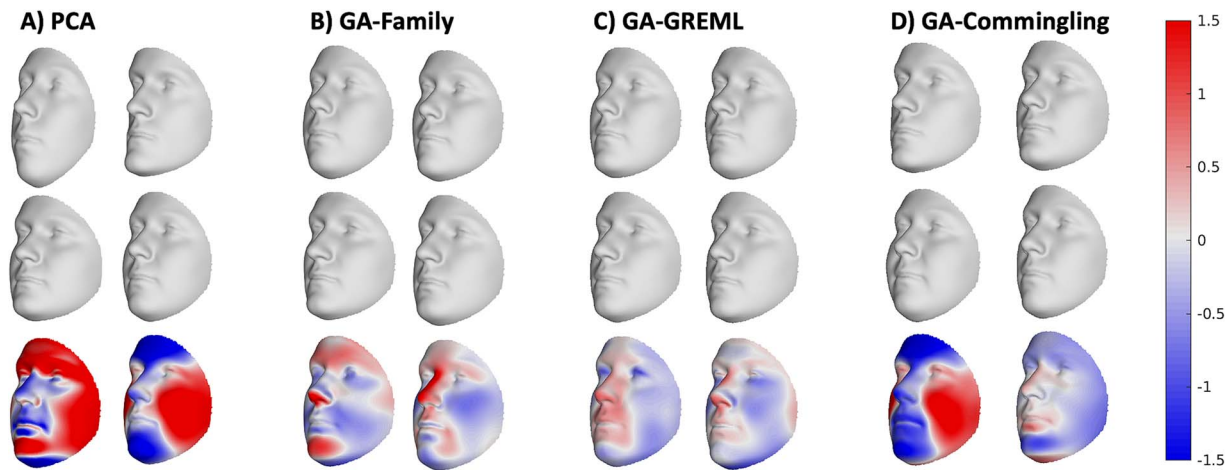 A) PCA
B) GA-Family
C) GA-GREML
D) GA-Commingling
1.5
1
0.5
0
-0.5
-1
-1.5